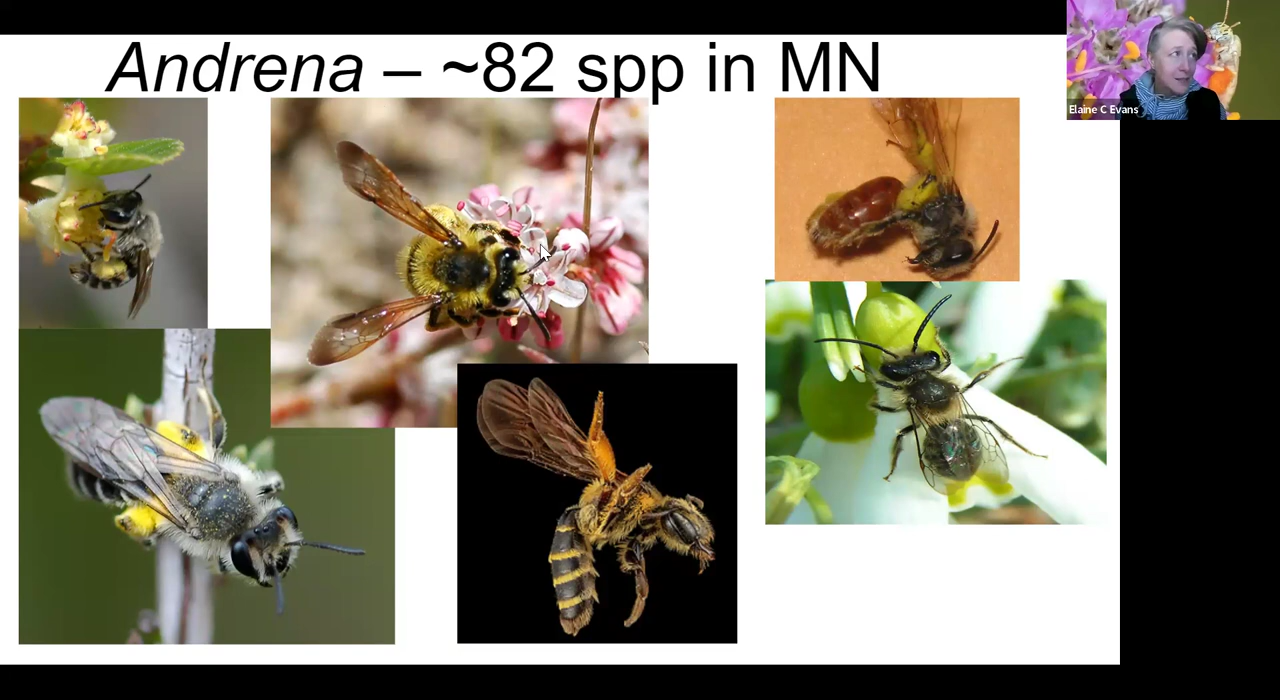 Andrena – ~82 spp in MN
Elaine C Evans